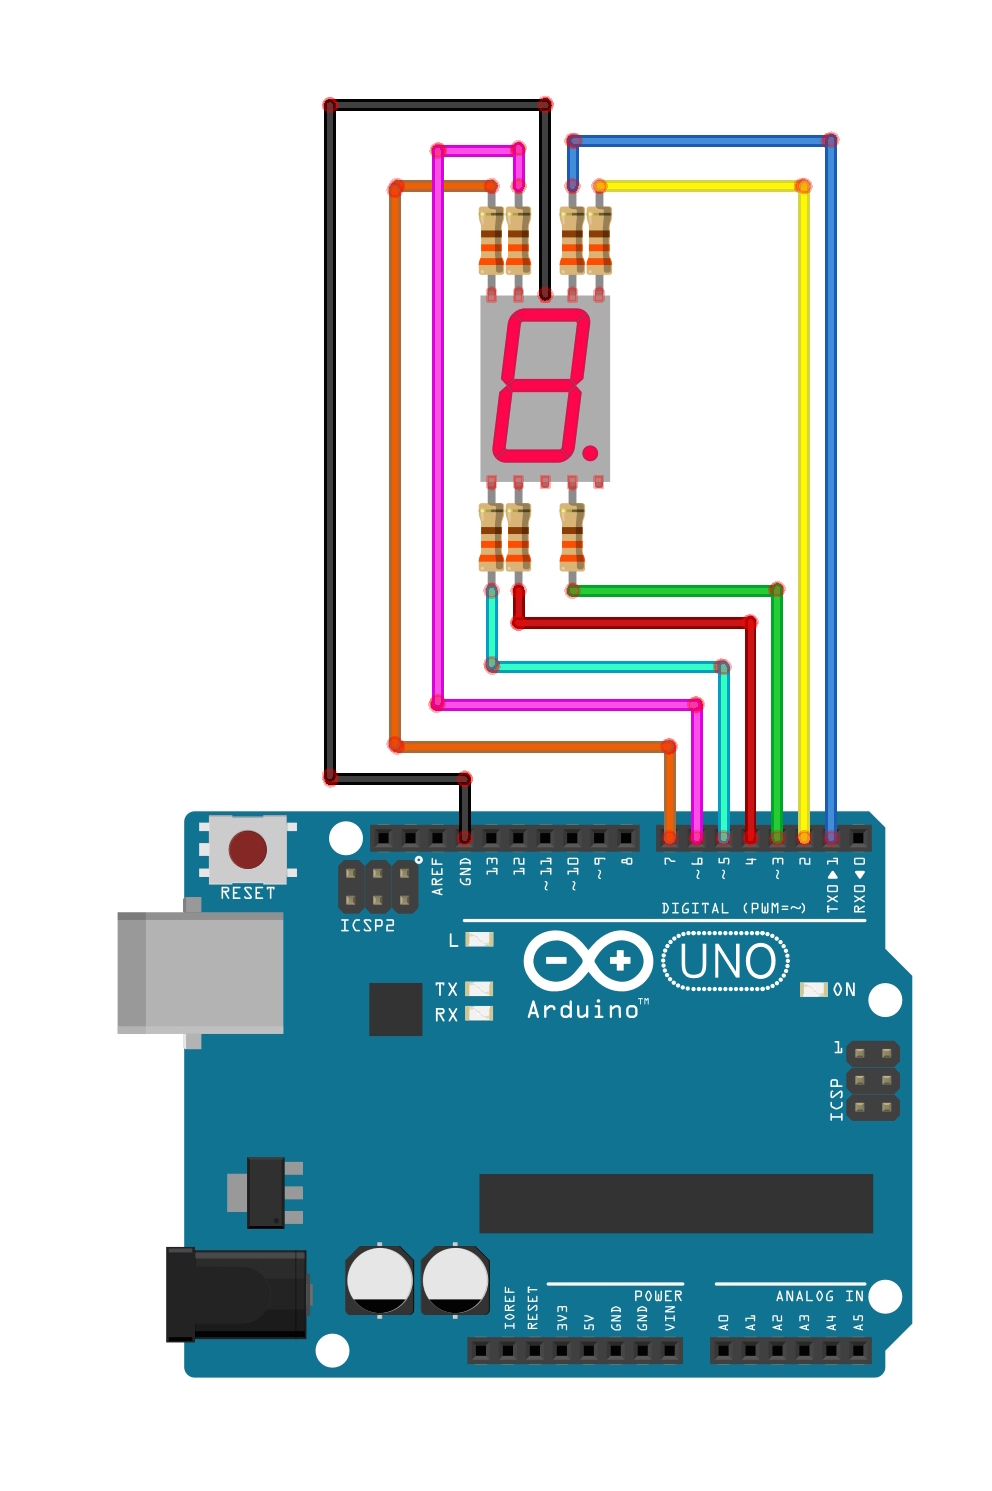 RESET
ICSP2
AREF
GND
13
12
~11
~10
~9
8
7
~6
~5
4
~3
2
TXO▶1
RXO◀0
DIGITAL (PWM=~)
L
TX
RX
Arduino™
UNO
ON
1
ICSP
IOREF
RESET
3V3
5V
GND
GND
VIN
POWER
A0
A1
A2
A3
A4
A5
ANALOG IN